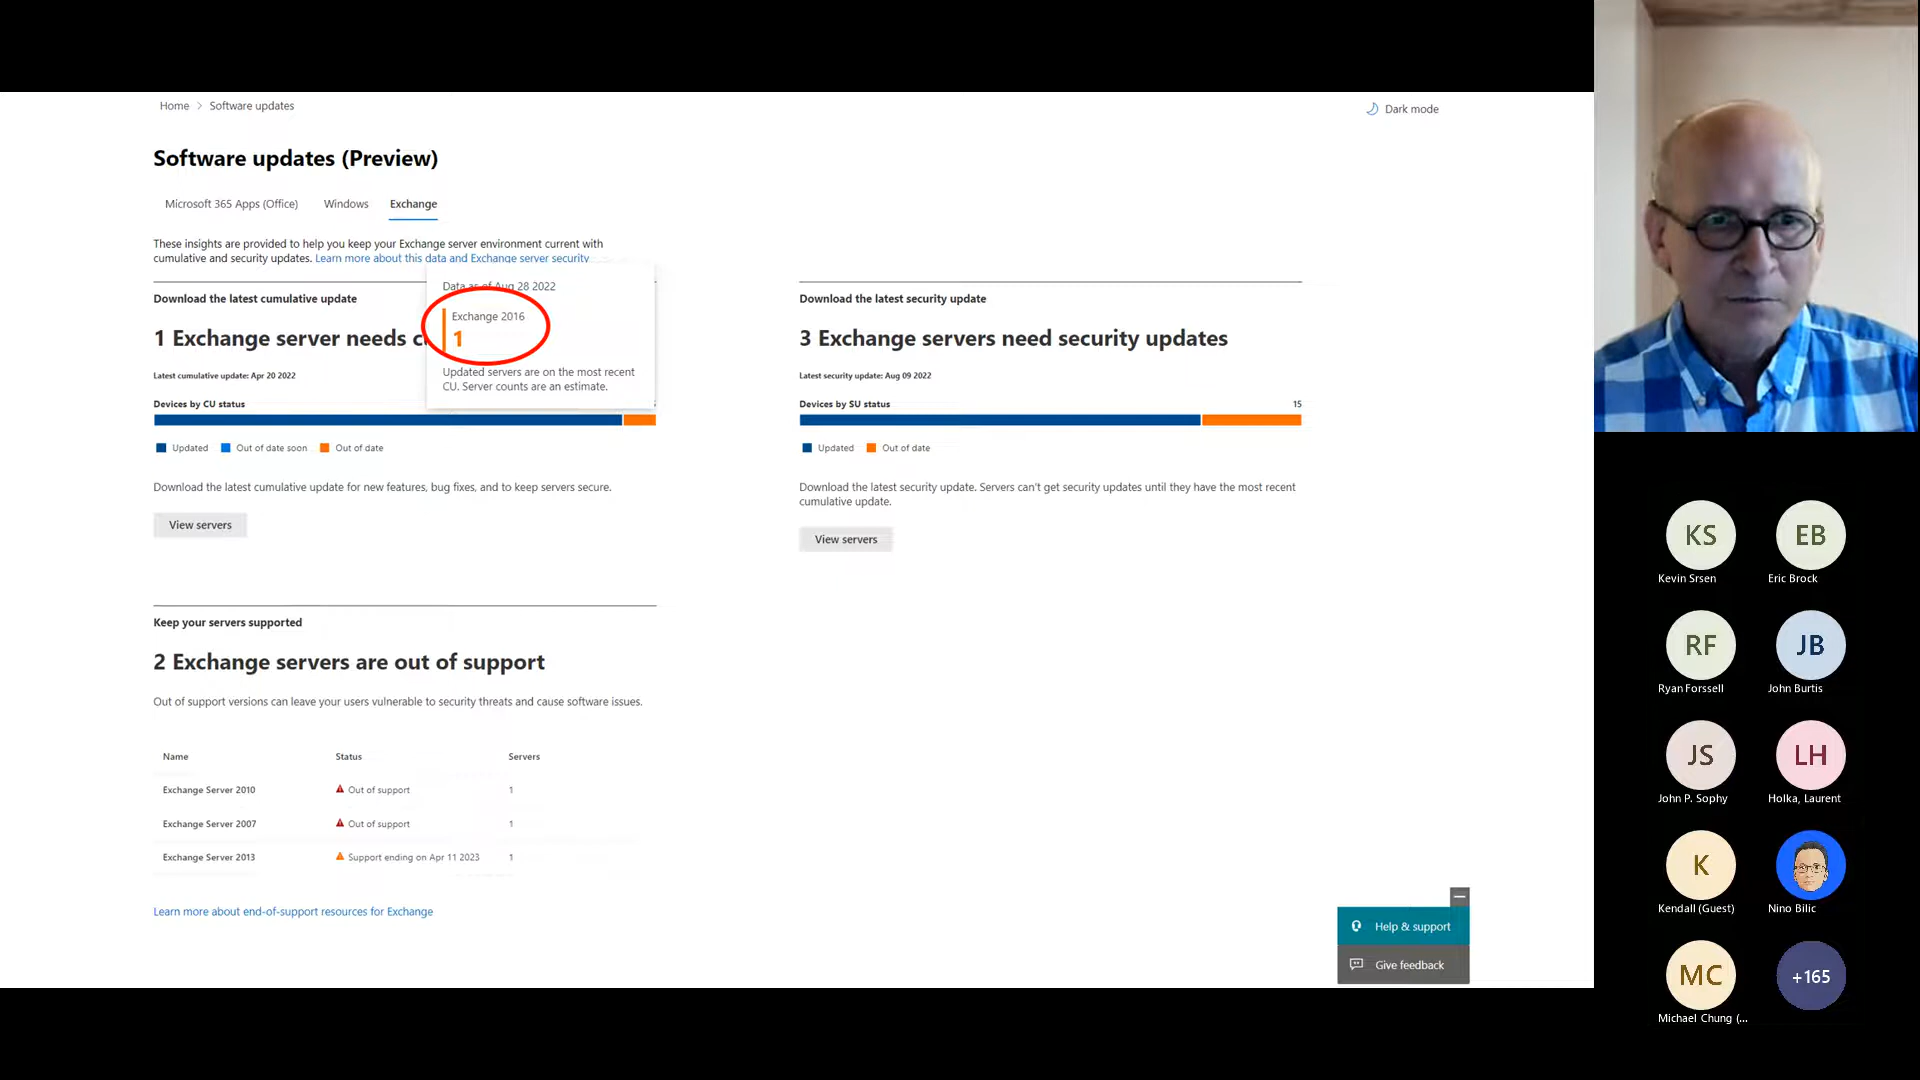 Home > Software updates
Dark mode
Software updates (Preview)
Microsoft 365 Apps (Office)
Windows
Exchange
These insights are provided to help you keep your Exchange server environment current with
cumulative and security updates. Learn more about this data and Exchange server security
Download the latest cumulative update
1 Exchange server needs c
Latest cumulative update: Apr 20 2022
Devices by CU status
Updated
Out of date soon
Out of date
Download the latest cumulative update for new features, bug fixes, and to keep servers secure.
View servers
Data as of Aug 28 2022
Exchange 2016
1
Updated servers are on the most recent
CU. Server counts are an estimate.
Download the latest security update
3 Exchange servers need security updates
Latest security update: Aug 09 2022
Devices by SU status
15
Updated
Out of date
Download the latest security update. Servers can't get security updates until they have the most recent
cumulative update.
View servers
Keep your servers supported
2 Exchange servers are out of support
Out of support versions can leave your users vulnerable to security threats and cause software issues.
Name Status Servers
Exchange Server 2010 Out of support 1
Exchange Server 2007 Out of support 1
Exchange Server 2013 Support ending on Apr 11 2023 1
Learn more about end-of-support resources for Exchange
Help & support
Give feedback
KS
Kevin Srsen
EB
Eric Brock
RF
Ryan Forssell
JB
John Burtis
JS
John P. Sophy
LH
Holka, Laurent
K
Kendall (Guest)
Nino Bilic
MC
Michael Chung (...
+165